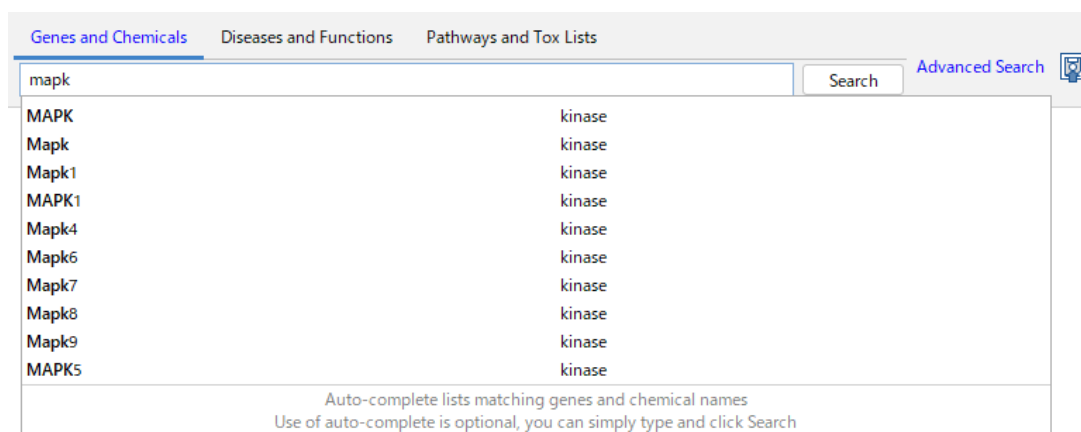 Genes and Chemicals Diseases and Functions Pathways and Tox Lists
mapk Search Advanced Search
MAPK kinase
Mapk kinase
Mapk1 kinase
MAPK1 kinase
Mapk4 kinase
Mapk6 kinase
Mapk7 kinase
Mapk8 kinase
Mapk9 kinase
MAPK5 kinase
Auto-complete lists matching genes and chemical names
Use of auto-complete is optional, you can simply type and click Search